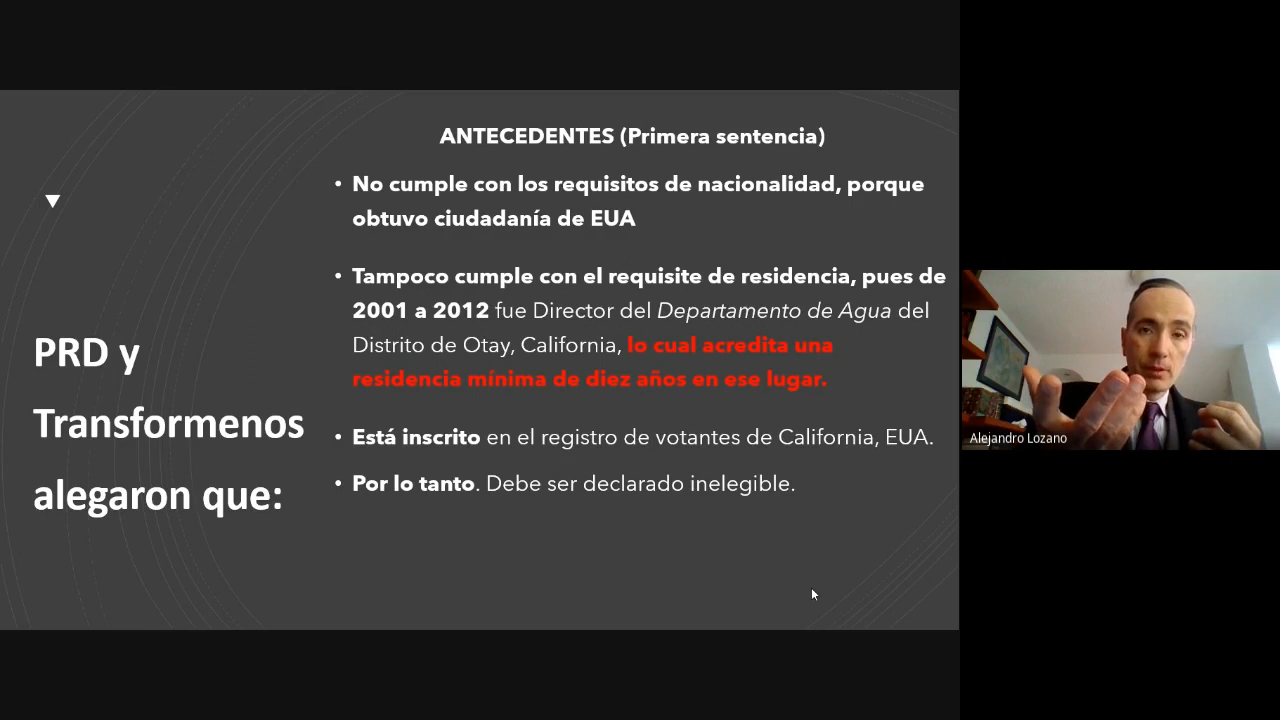 PRD y
Transformenos
alegaron que:
ANTECEDENTES (Primera sentencia)
• No cumple con los requisitos de nacionalidad, porque
obtuvo ciudadanía de EUA
• Tampoco cumple con el requisite de residencia, pues de
2001 a 2012 fue Director del Departamento de Agua del
Distrito de Otay, California, lo cual acredita una
residencia mínima de diez años en ese lugar.
• Está inscrito en el registro de votantes de California, EUA.
• Por lo tanto. Debe ser declarado inelegible.
Alejandro Lozano